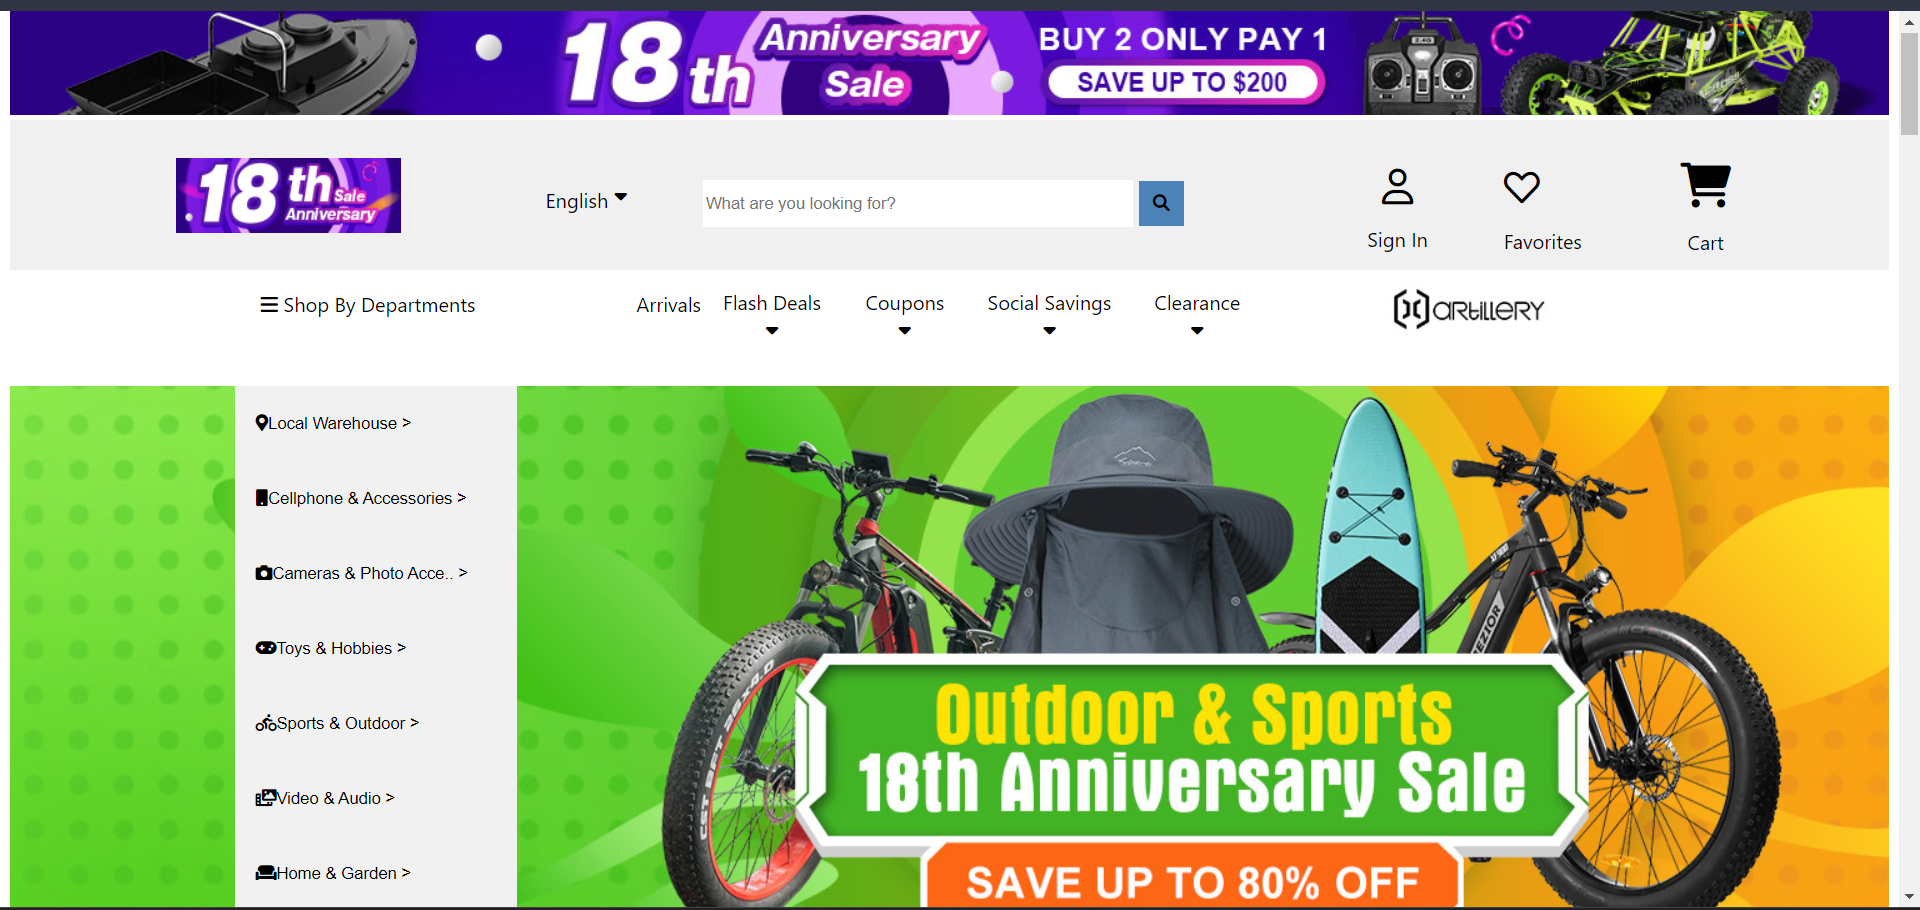 18th
Anniversary
Sale
BUY 2 ONLY PAY 1
SAVE UP TO $200
18th
Sale
Anniversary
English
What are you looking for?
Sign In
Favorites
Cart
Shop By Departments
Arrivals
Flash Deals
Coupons
Social Savings
Clearance
artillery
Local Warehouse >
Cellphone & Accessories >
Cameras & Photo Acce.. >
Toys & Hobbies >
Sports & Outdoor >
Video & Audio >
Home & Garden >
Outdoor & Sports
18th Anniversary Sale
SAVE UP TO 80% OFF